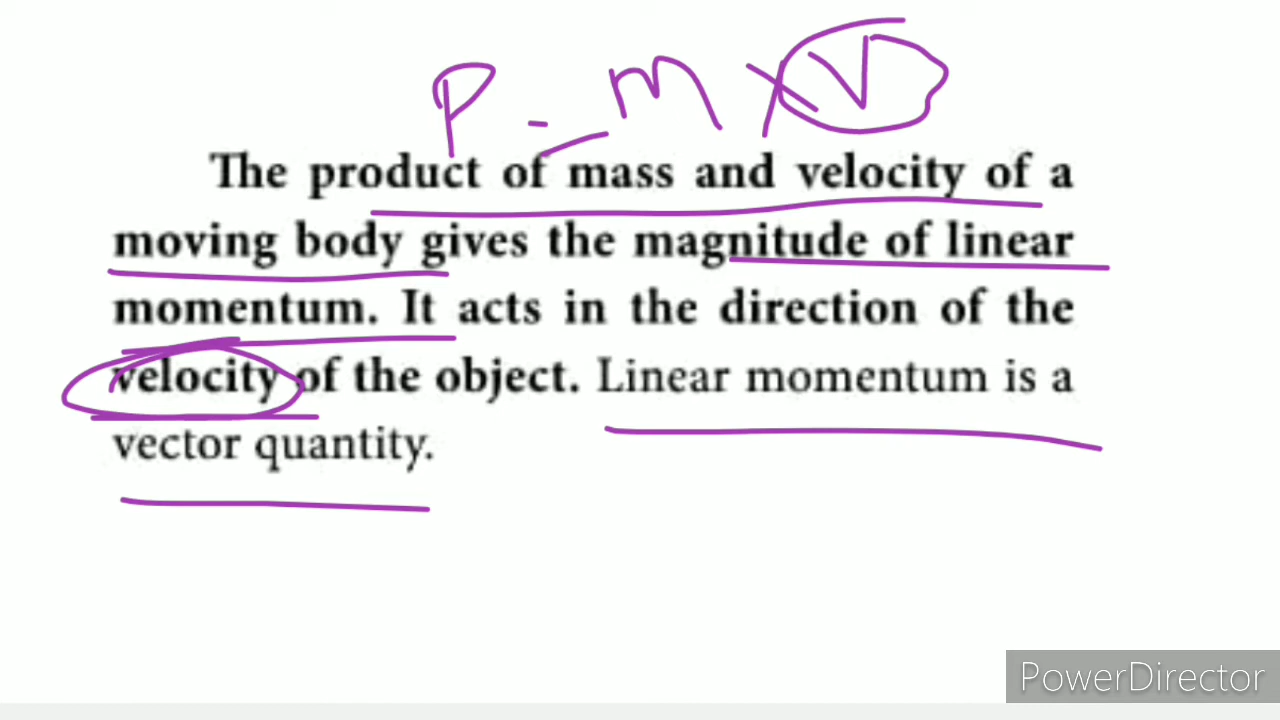 P = m × V
The product of mass and velocity of a
moving body gives the magnitude of linear
momentum. It acts in the direction of the
velocity of the object. Linear momentum is a
vector quantity.
PowerDirector